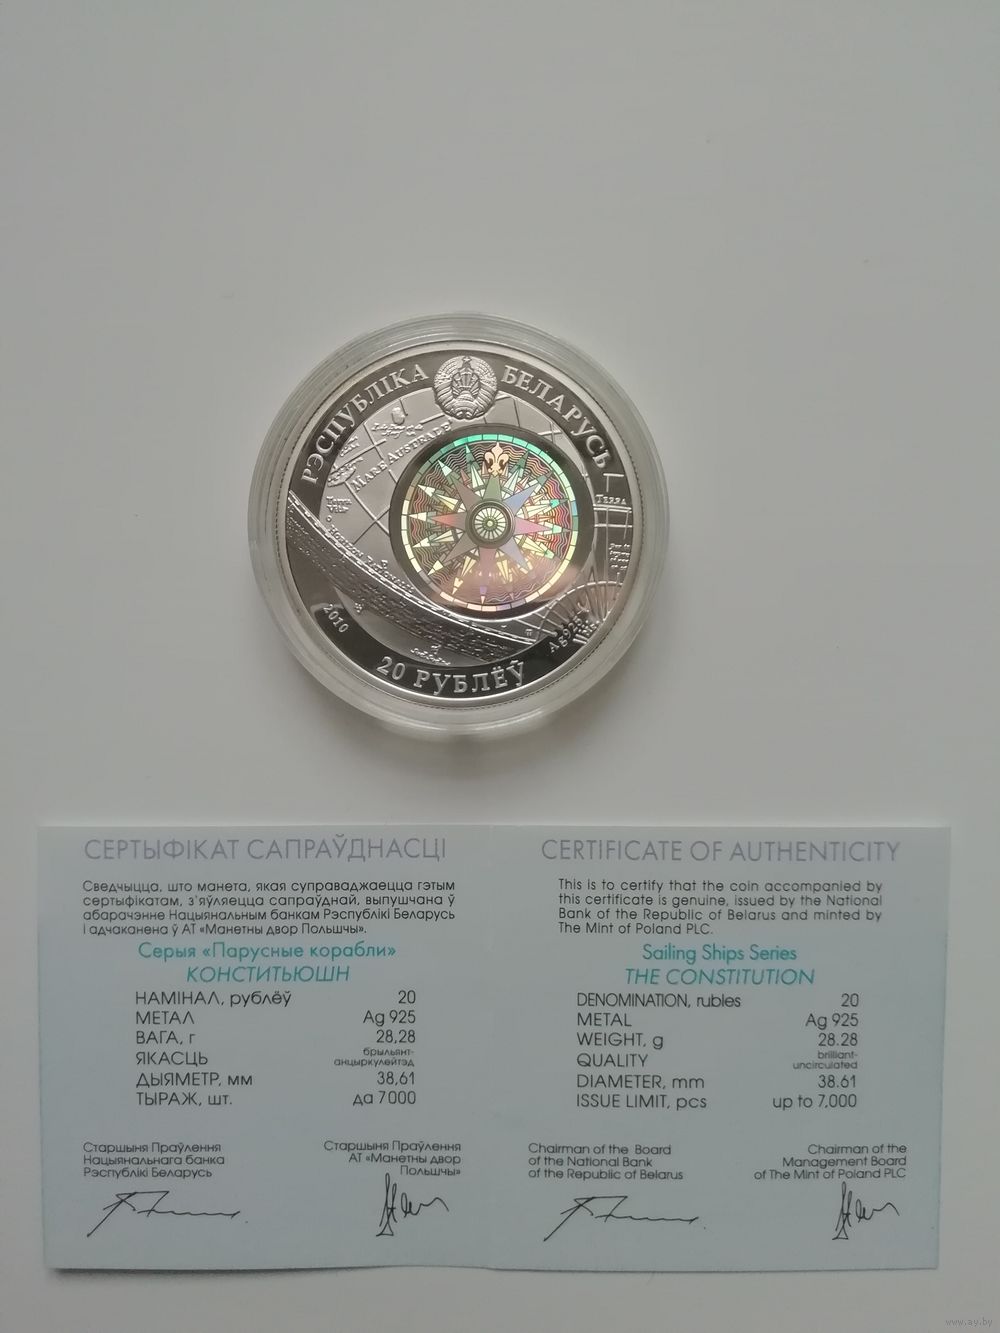 РЭСПУБЛІКА БЕЛАРУСЬ
MARE AUSTRALE
TERRA
2010
Ag925
20 РУБЛЁЎ
СЕРТЫФІКАТ САПРАЎДНАСЦІ
Сведчыцца, што манета, якая суправаджаецца гэтым
сертыфікатам, з'яўляецца сапраўднай, выпушчана ў
абарачэнне Нацыянальным банкам Рэспублікі Беларусь
і адчаканена ў АТ «Манетны двор Польшчы».
Серыя «Парусные корабли»
КОНСТИТЬЮШН
НАМІНАЛ, рублёў 20
МЕТАЛ Ag 925
ВАГА, г 28,28
ЯКАСЦЬ брыльянт-
анцыркулейтэд
ДЫЯМЕТР, мм 38,61
ТЫРАЖ, шт. да 7000
Старшыня Праўлення
Нацыянальнага банка
Рэспублікі Беларусь
Старшыня Праўлення
АТ «Манетны двор
Польшчы»
CERTIFICATE OF AUTHENTICITY
This is to certify that the coin accompanied by
this certificate is genuine, issued by the National
Bank of the Republic of Belarus and minted by
The Mint of Poland PLC.
Sailing Ships Series
THE CONSTITUTION
DENOMINATION, rubles 20
METAL Ag 925
WEIGHT, g 28.28
QUALITY brilliant-
uncirculated
DIAMETER, mm 38.61
ISSUE LIMIT, pcs up to 7,000
Chairman of the Board
of the National Bank
of the Republic of Belarus
Chairman of the
Management Board
of The Mint of Poland PLC
www.ay.by